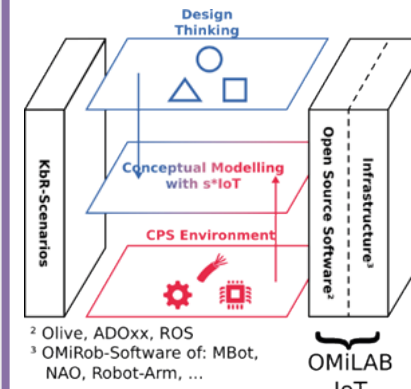 Design
Thinking
KbR-Scenarios
Conceptual Modelling
with s*IoT
CPS Environment
Open Source Software²
Infrastructure³
² Olive, ADOxx, ROS
³ OMiRob-Software of: MBot,
NAO, Robot-Arm, ...
OMiLAB
IoT